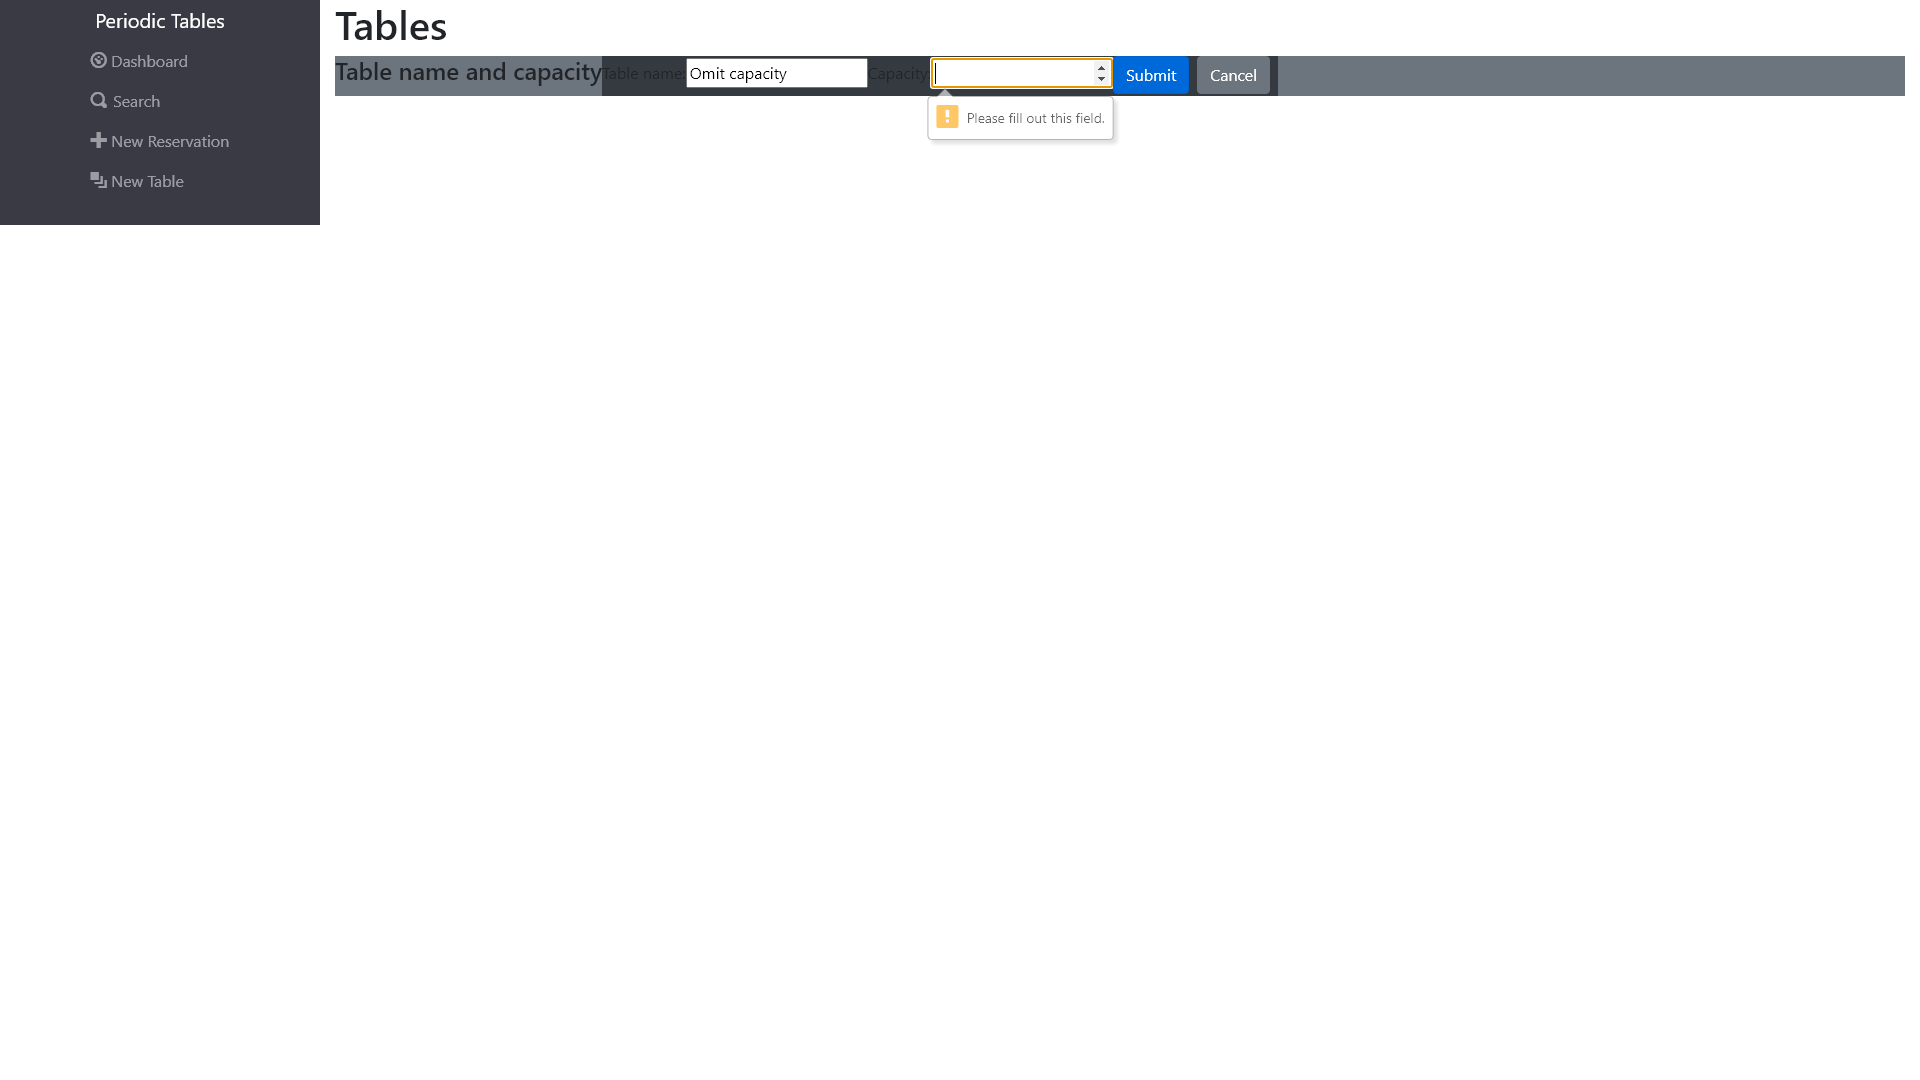 Periodic Tables
Dashboard
Search
New Reservation
New Table
Tables
Table name and capacity Table name: Omit capacity Capacity: Submit Cancel
Please fill out this field.